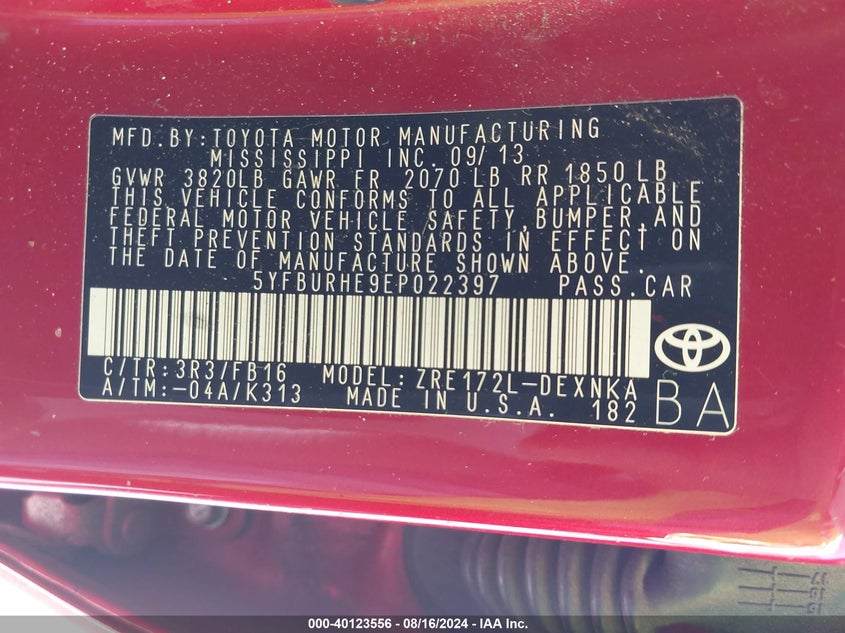 MFD.BY:TOYOTA MOTOR MANUFACTURING
MISSISSIPPI INC. 09/13
GVWR 3820LB GAWR FR 2070 LB RR 1850 LB
THIS VEHICLE CONFORMS TO ALL APPLICABLE
FEDERAL MOTOR VEHICLE SAFETY,BUMPER,AND
THEFT PREVENTION STANDARDS IN EFFECT ON
THE DATE OF MANUFACTURE SHOWN ABOVE.
5YFBURHE9EP022397 PASS.CAR
C/TR:3R3/FB16 MODEL:ZRE172L-DEXNKA
A/TM:-04A/K313 MADE IN U.S.A. 182
BA
000-40123556 - 08/16/2024 - IAA Inc.